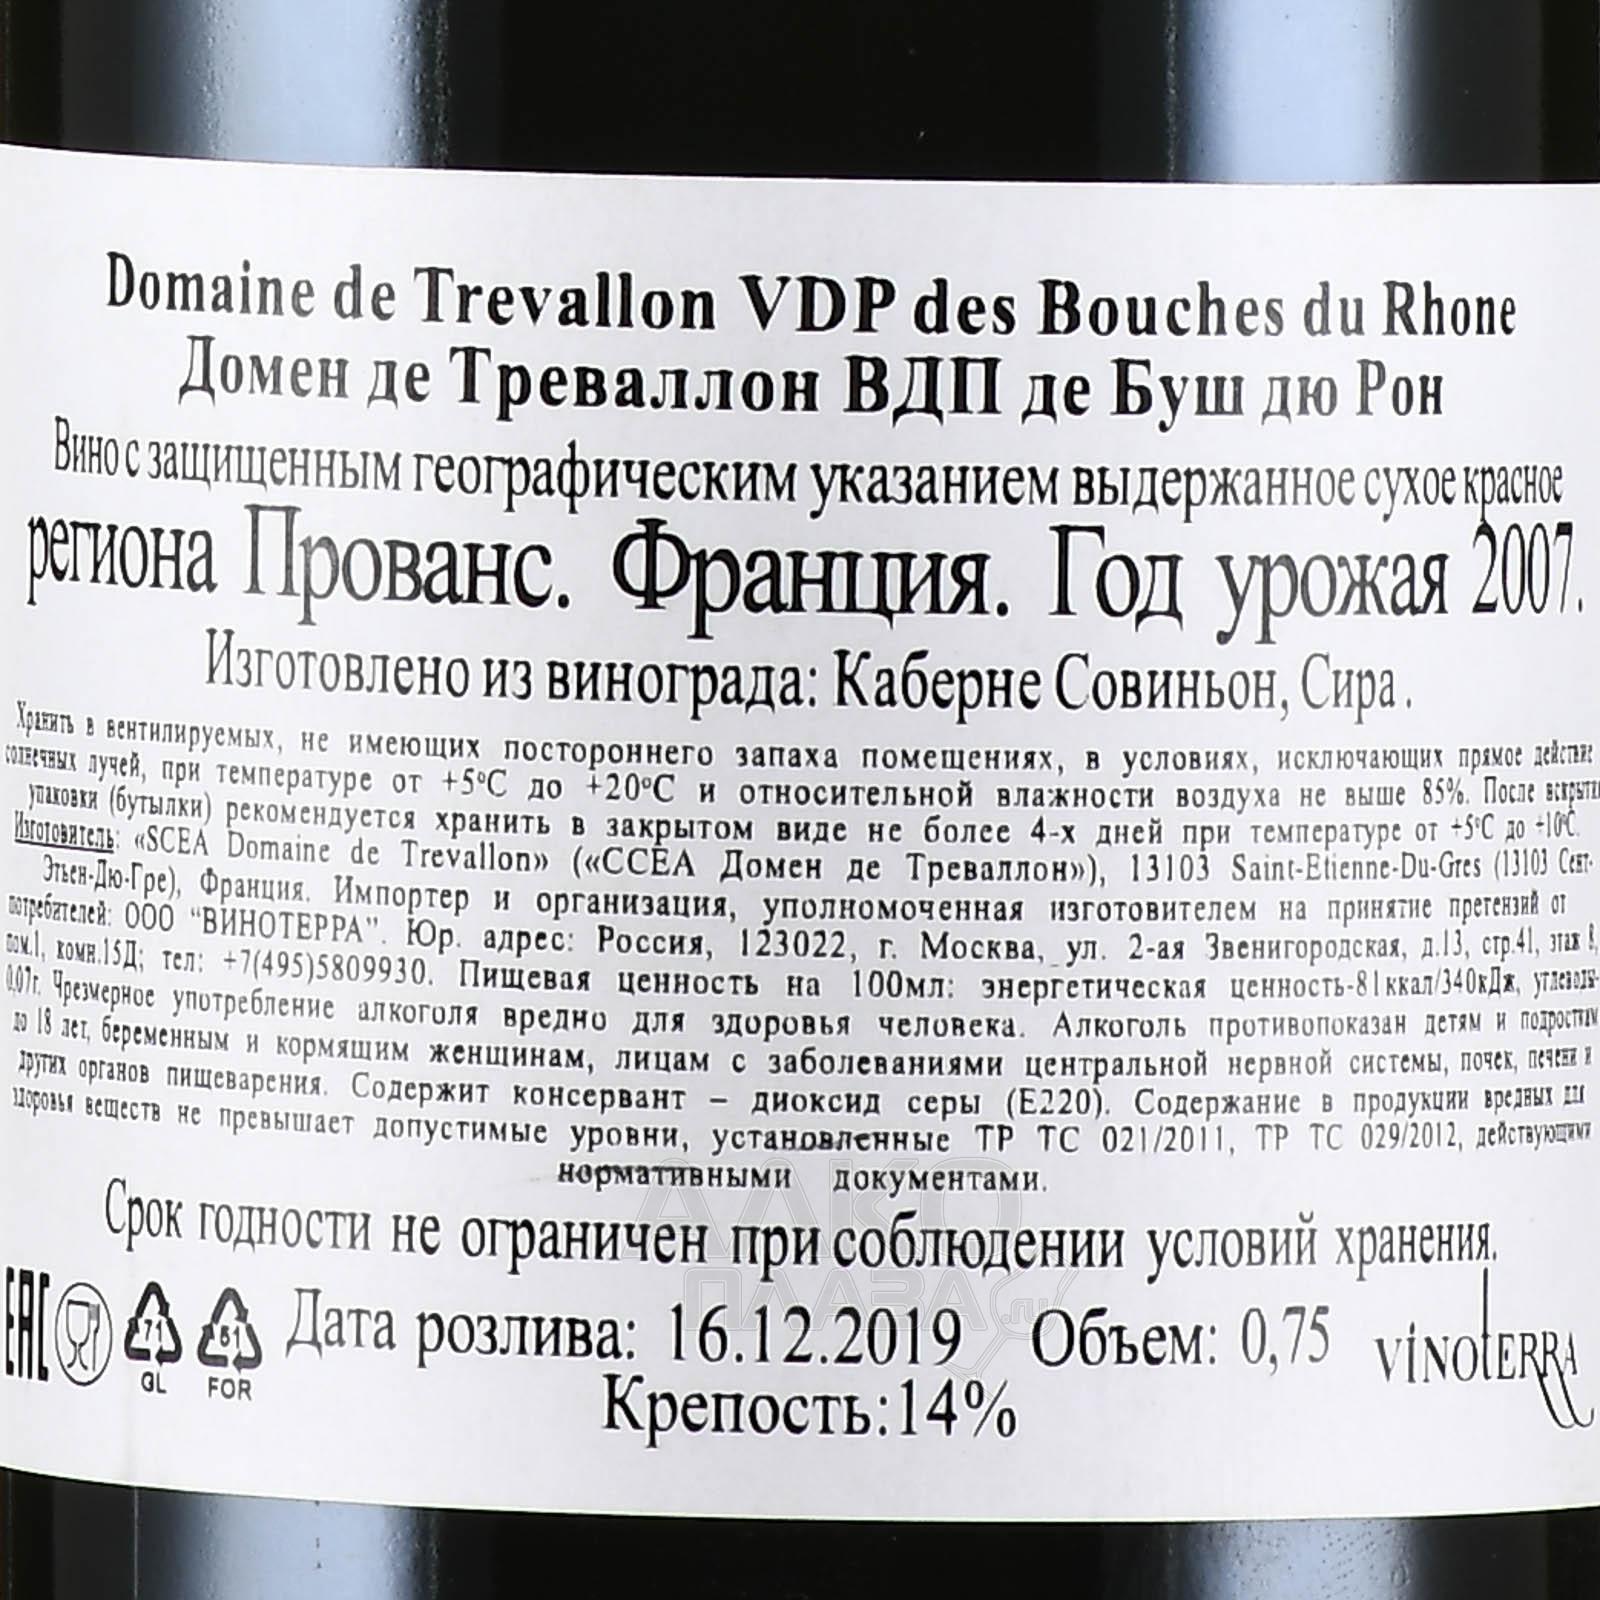 Domaine de Trevallon VDP des Bouches du Rhone
Домен де Треваллон ВДП де Буш дю Рон
Вино с защищенным географическим указанием выдержанное сухое красное
региона Прованс. Франция. Год урожая 2007.
Изготовлено из винограда: Каберне Совиньон, Сира.
Хранить в вентилируемых, не имеющих постороннего запаха помещениях, в условиях, исключающих прямое действие
солнечных лучей, при температуре от +5°C до +20°C и относительной влажности воздуха не выше 85%. После вскрытия
упаковки (бутылки) рекомендуется хранить в закрытом виде не более 4-х дней при температуре от +5°C до +10°C.
Изготовитель: «SCEA Domaine de Trevallon» («ССЕА Домен де Треваллон»), 13103 Saint-Etienne-Du-Gres (13103 Сент-
Этьен-Дю-Гре), Франция. Импортер и организация, уполномоченная изготовителем на принятие претензий от
потребителей: ООО "ВИНОТЕРРА". Юр. адрес: Россия, 123022, г. Москва, ул. 2-ая Звенигородская, д.13, стр.41, этаж 8,
пом.1, комн.15Д; тел: +7(495)5809930. Пищевая ценность на 100мл: энергетическая ценность-81ккал/340кДж, углеводы-
0,07г. Чрезмерное употребление алкоголя вредно для здоровья человека. Алкоголь противопоказан детям и подросткам
до 18 лет, беременным и кормящим женщинам, лицам с заболеваниями центральной нервной системы, почек, печени и
других органов пищеварения. Содержит консервант – диоксид серы (Е220). Содержание в продукции вредных для
здоровья веществ не превышает допустимые уровни, установленные ТР ТС 021/2011, ТР ТС 029/2012, действующими
нормативными документами.
Срок годности не ограничен при соблюдении условий хранения.
EAC 71 GL 51 FOR Дата розлива: 16.12.2019 Объем: 0,75 VINOTERRA
Крепость:14%
АЛКО
ПЛАЗА.ru